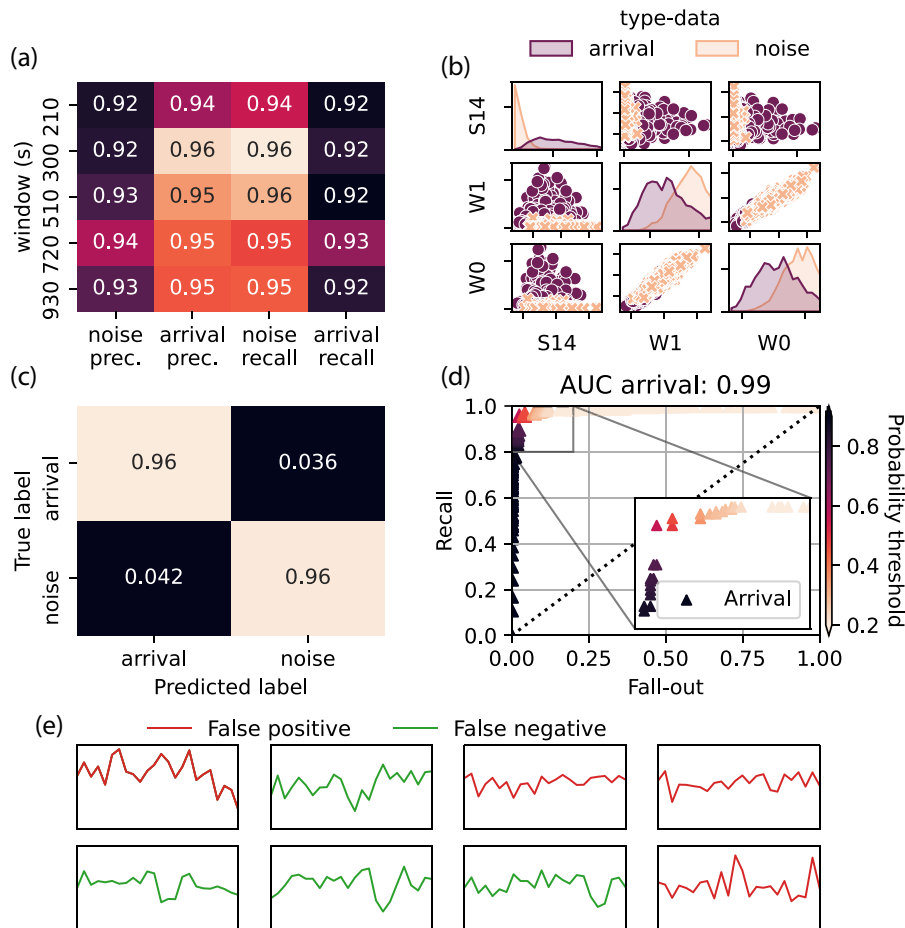 (a)
0.92 0.94 0.94 0.92
0.92 0.96 0.96 0.92
0.93 0.95 0.96 0.92
0.94 0.95 0.95 0.93
0.93 0.95 0.95 0.92
window (s)
930 720 510 300 210
noise prec.
arrival prec.
noise recall
arrival recall
(b)
type-data
arrival noise
S14
W1
W0
S14 W1 W0
(c)
0.96 0.036
0.042 0.96
True label
arrival
noise
arrival noise
Predicted label
(d)
AUC arrival: 0.99
1.0
0.8
0.6
0.4
0.2
0.0
Recall
0.00 0.25 0.50 0.75 1.00
Fall-out
Arrival
0.8
0.6
0.4
0.2
Probability threshold
(e)
False positive False negative